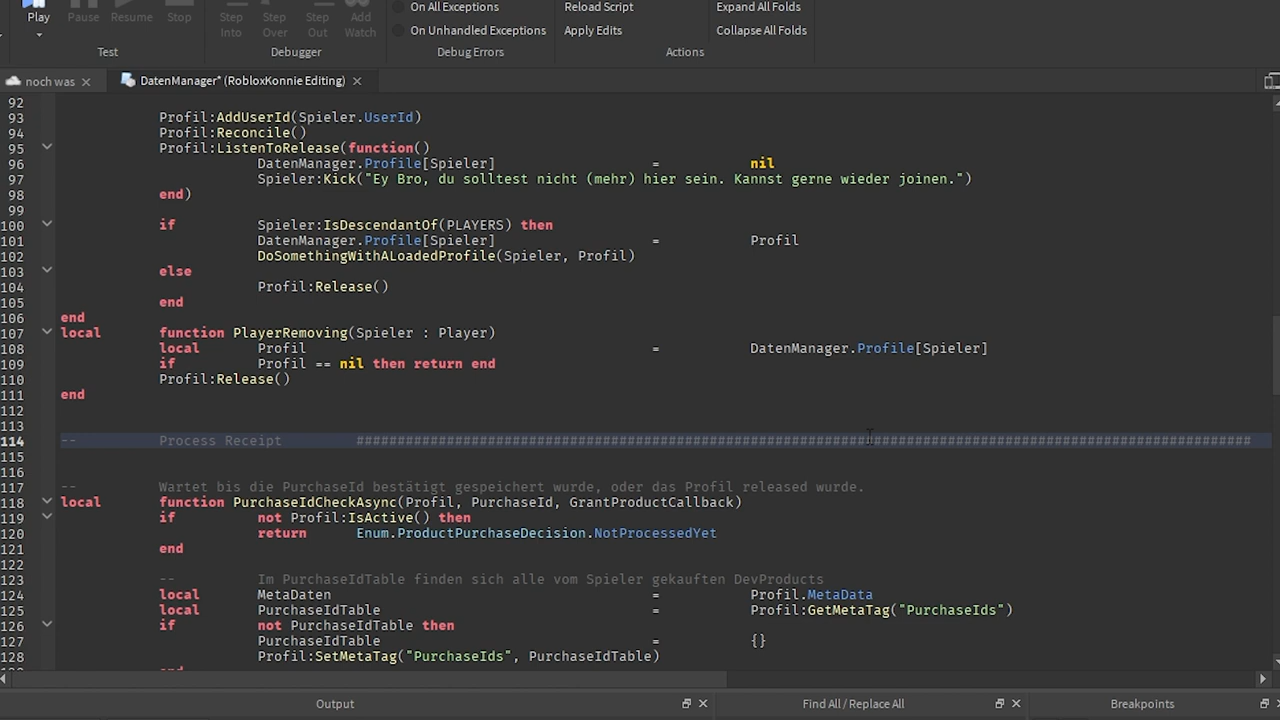 Play Pause Resume Stop Step Into Step Over Step Out Add Watch On All Exceptions Reload Script Expand All Folds
On Unhandled Exceptions Apply Edits Collapse All Folds
Test Debugger Debug Errors Actions
noch was DatenManager* (RobloxKonnie Editing)
92
93 Profil:AddUserId(Spieler.UserId)
94 Profil:Reconcile()
95 Profil:ListenToRelease(function()
96 DatenManager.Profile[Spieler] = nil
97 Spieler:Kick("Ey Bro, du solltest nicht (mehr) hier sein. Kannst gerne wieder joinen.")
98 end)
99
100 if Spieler:IsDescendantOf(PLAYERS) then
101 DatenManager.Profile[Spieler] = Profil
102 DoSomethingWithALoadedProfile(Spieler, Profil)
103 else
104 Profil:Release()
105 end
106 end
107 local function PlayerRemoving(Spieler : Player)
108 local Profil = DatenManager.Profile[Spieler]
109 if Profil == nil then return end
110 Profil:Release()
111 end
112
113
114 -- Process Receipt #############################################################################################################
115
116
117 -- Wartet bis die PurchaseId bestätigt gespeichert wurde, oder das Profil released wurde.
118 local function PurchaseIdCheckAsync(Profil, PurchaseId, GrantProductCallback)
119 if not Profil:IsActive() then
120 return Enum.ProductPurchaseDecision.NotProcessedYet
121 end
122
123 -- Im PurchaseIdTable finden sich alle vom Spieler gekauften DevProducts
124 local MetaDaten = Profil.MetaData
125 local PurchaseIdTable = Profil:GetMetaTag("PurchaseIds")
126 if not PurchaseIdTable then
127 PurchaseIdTable = {}
128 Profil:SetMetaTag("PurchaseIds", PurchaseIdTable)
Output Find All / Replace All Breakpoints